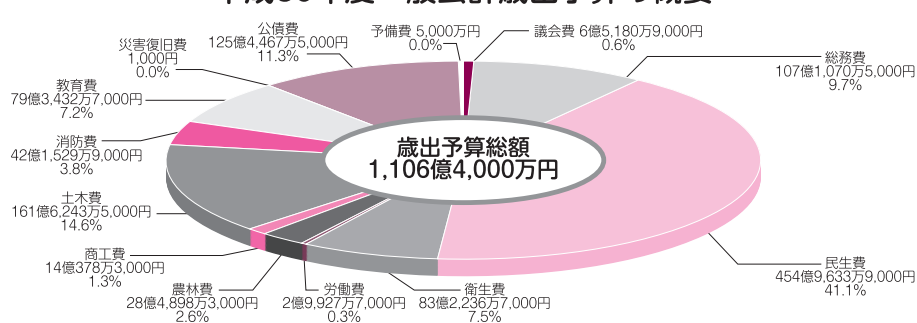 公債費
125億4,467万5,000円
11.3%
予備費 5,000万円
0.0%
議会費 6億5,180万9,000円
0.6%
総務費
107億1,070万5,000円
9.7%
災害復旧費
1,000円
0.0%
教育費
79億3,432万7,000円
7.2%
消防費
42億1,529万9,000円
3.8%
土木費
161億6,243万5,000円
14.6%
商工費
14億378万3,000円
1.3%
農林費
28億4,898万3,000円
2.6%
労働費
2億9,927万7,000円
0.3%
衛生費
83億2,236万7,000円
7.5%
民生費
454億9,633万9,000円
41.1%
歳出予算総額
1,106億4,000万円